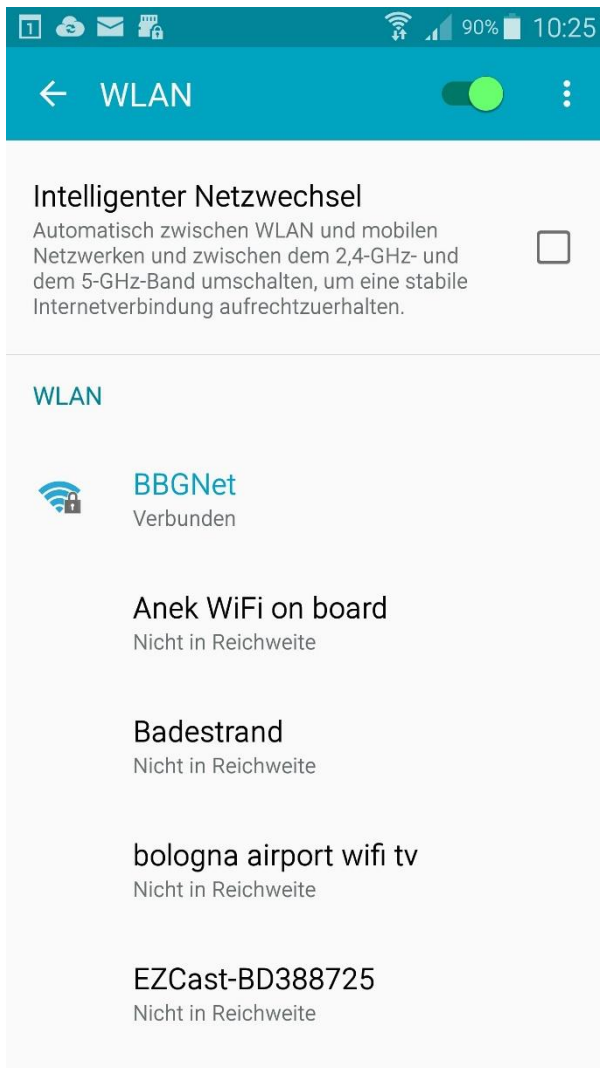 1 90% 10:25
WLAN
Intelligenter Netzwechsel
Automatisch zwischen WLAN und mobilen
Netzwerken und zwischen dem 2,4-GHz- und
dem 5-GHz-Band umschalten, um eine stabile
Internetverbindung aufrechtzuerhalten.
WLAN
BBGNet
Verbunden
Anek WiFi on board
Nicht in Reichweite
Badestrand
Nicht in Reichweite
bologna airport wifi tv
Nicht in Reichweite
EZCast-BD388725
Nicht in Reichweite